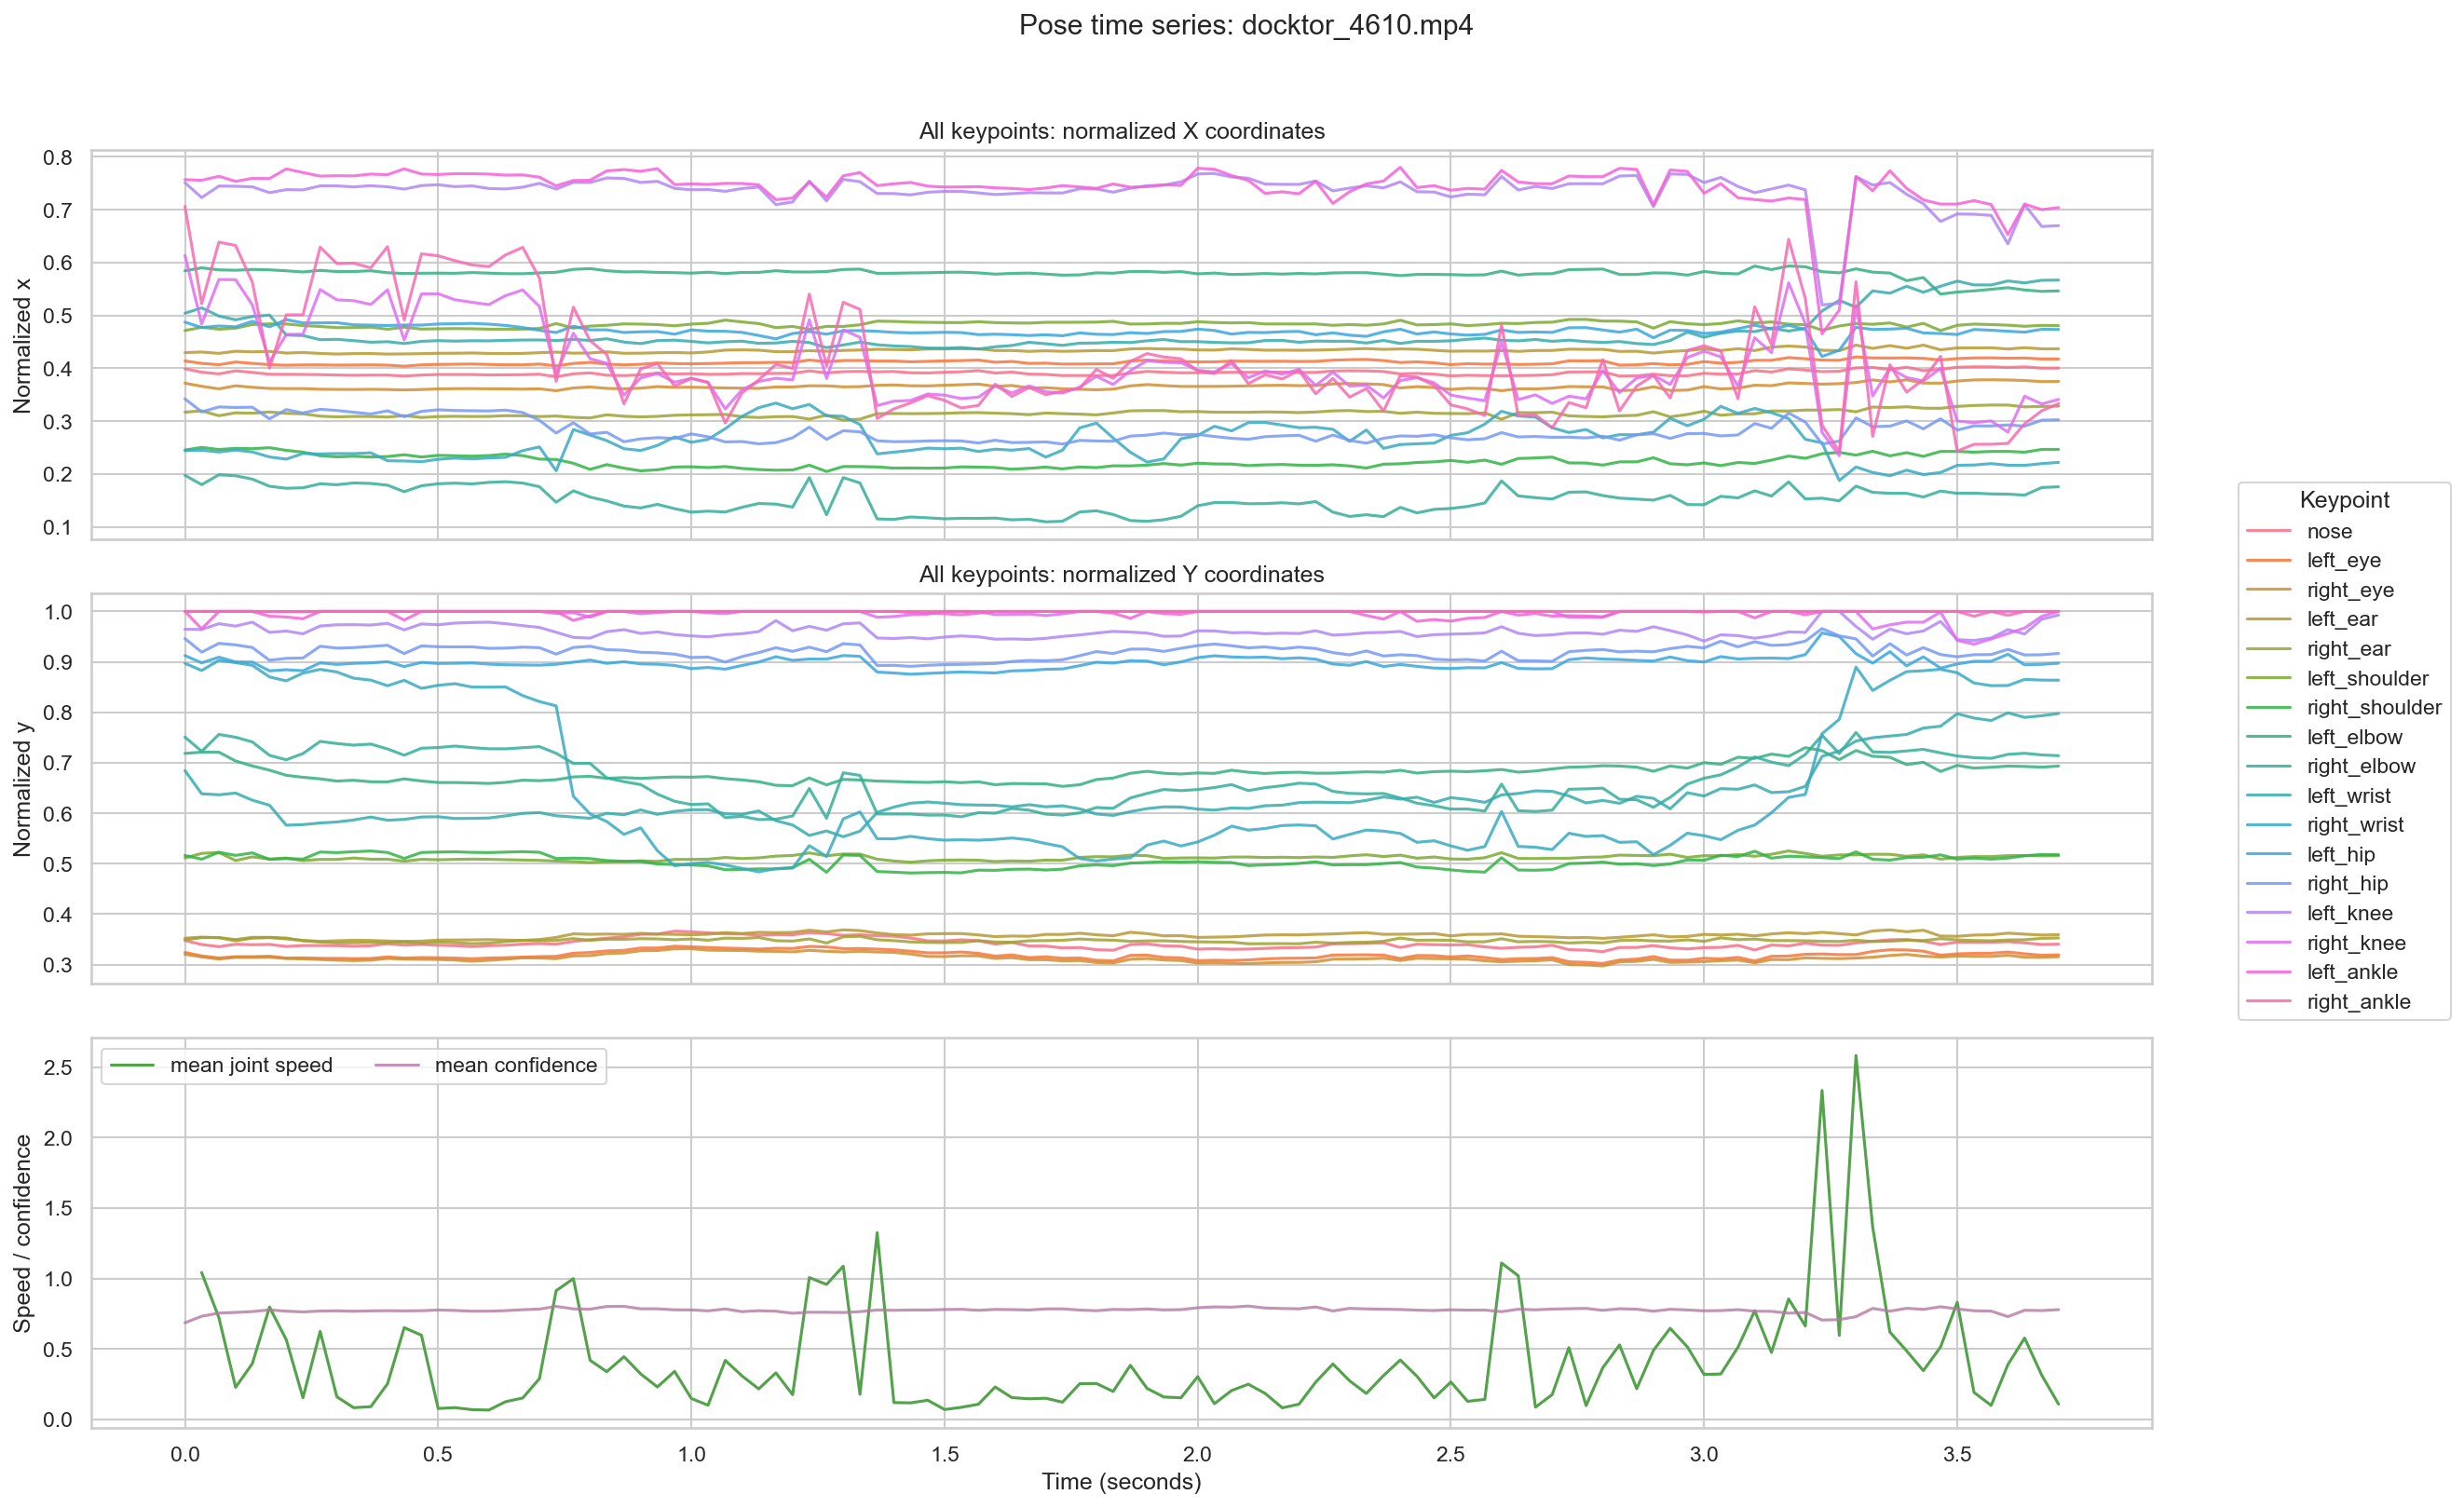 Pose time series: docktor_4610.mp4
All keypoints: normalized X coordinates
Normalized x
0.8
0.7
0.6
0.5
0.4
0.3
0.2
0.1
All keypoints: normalized Y coordinates
Normalized y
1.0
0.9
0.8
0.7
0.6
0.5
0.4
0.3
Keypoint
nose
left_eye
right_eye
left_ear
right_ear
left_shoulder
right_shoulder
left_elbow
right_elbow
left_wrist
right_wrist
left_hip
right_hip
left_knee
right_knee
left_ankle
right_ankle
mean joint speed mean confidence
Speed / confidence
2.5
2.0
1.5
1.0
0.5
0.0
0.0 0.5 1.0 1.5 2.0 2.5 3.0 3.5
Time (seconds)